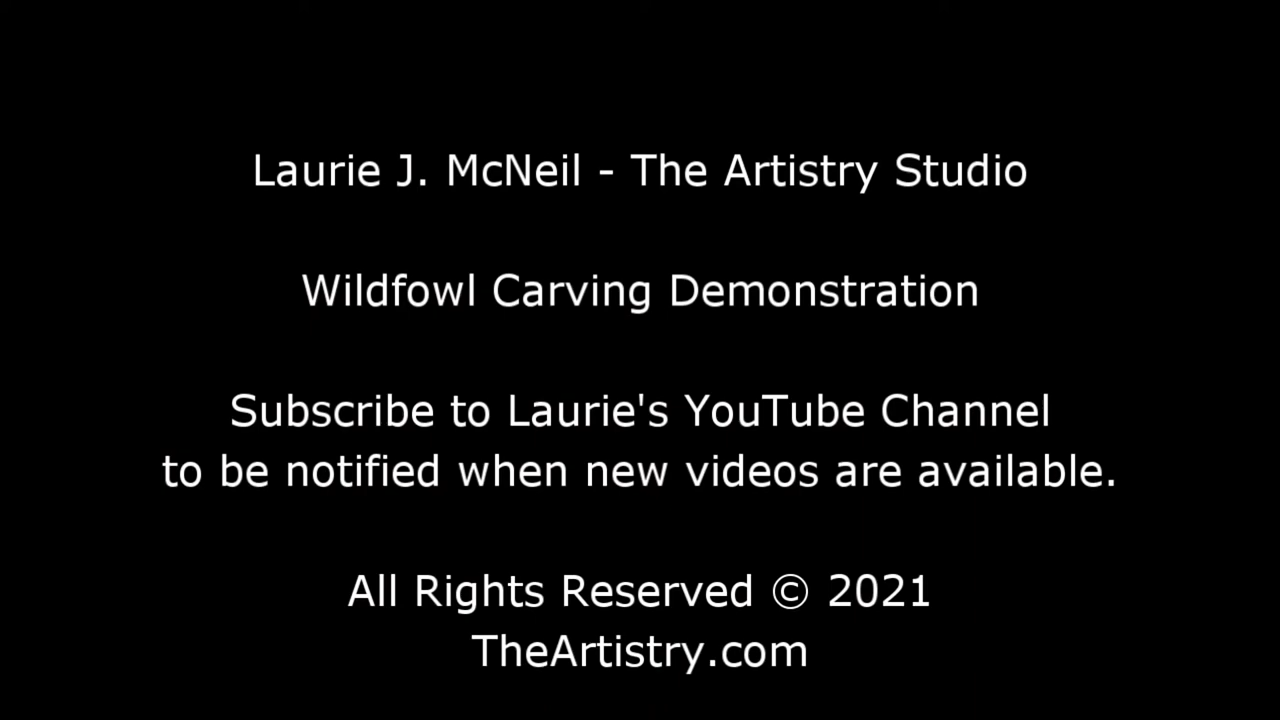 Laurie J. McNeil - The Artistry Studio
Wildfowl Carving Demonstration
Subscribe to Laurie's YouTube Channel
to be notified when new videos are available.
All Rights Reserved © 2021
TheArtistry.com